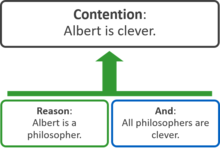 Contention:
Albert is clever.
Reason:
Albert is a
philosopher.
And:
All philosophers are
clever.